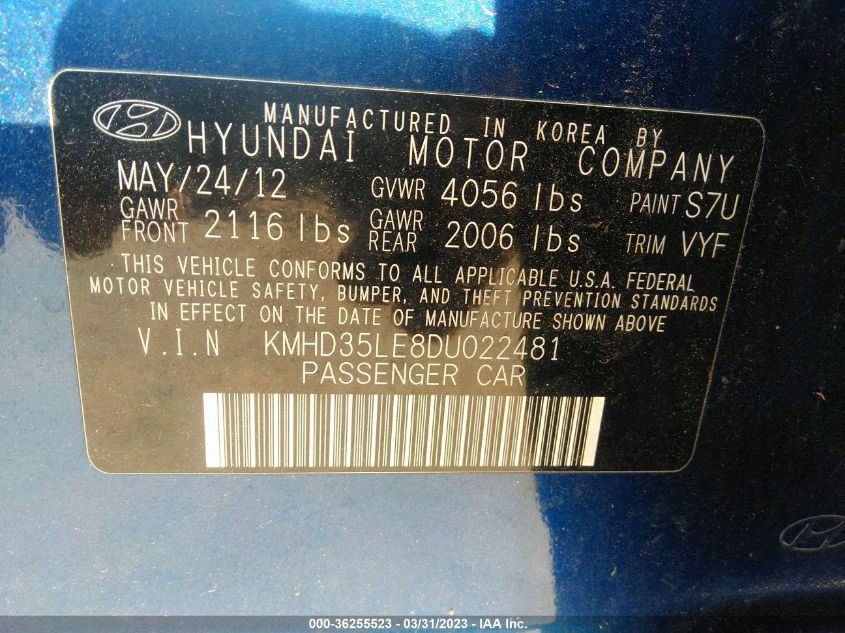 MANUFACTURED IN KOREA BY
HYUNDAI MOTOR COMPANY
MAY/24/12 GVWR 4056 lbs PAINT S7U
GAWR FRONT 2116 lbs GAWR REAR 2006 lbs TRIM VYF
THIS VEHICLE CONFORMS TO ALL APPLICABLE U.S.A. FEDERAL
MOTOR VEHICLE SAFETY, BUMPER, AND THEFT PREVENTION STANDARDS
IN EFFECT ON THE DATE OF MANUFACTURE SHOWN ABOVE
V.I.N KMHD35LE8DU022481
PASSENGER CAR
000-36255523 — 03/31/2023 — IAA Inc.